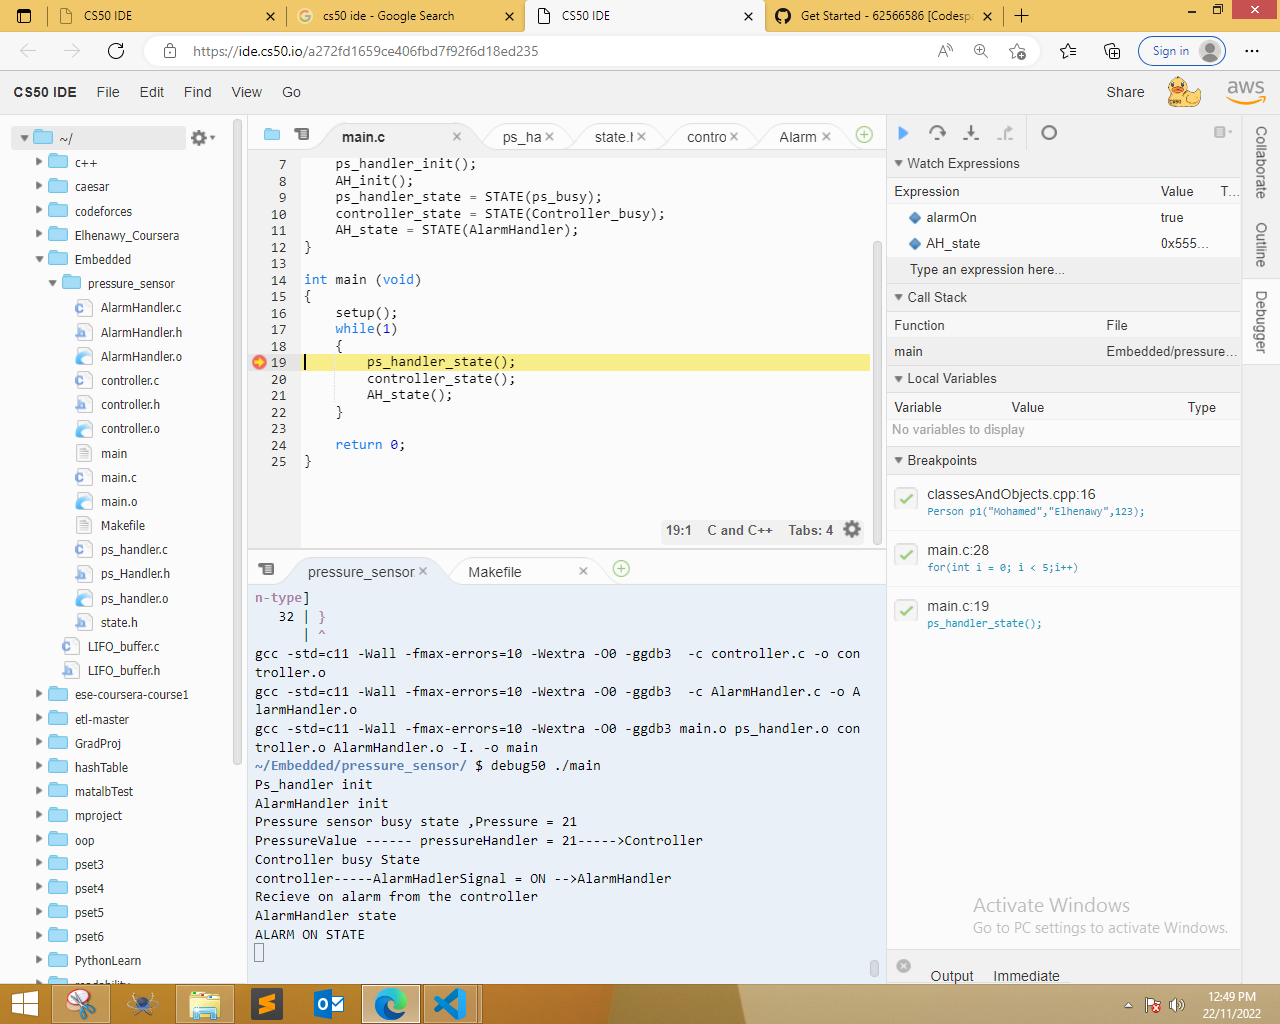 CS50 IDE
cs50 ide - Google Search
CS50 IDE
Get Started - 62566586 [Codespa
https://ide.cs50.io/a272fd1659ce406fbd7f92f6d18ed235
Sign in
CS50 IDE File Edit Find View Go
Share
aws
~/
c++
caesar
codeforces
Elhenawy_Coursera
Embedded
pressure_sensor
AlarmHandler.c
AlarmHandler.h
AlarmHandler.o
controller.c
controller.h
controller.o
main
main.c
main.o
Makefile
ps_handler.c
ps_Handler.h
ps_handler.o
state.h
LIFO_buffer.c
LIFO_buffer.h
ese-coursera-course1
etl-master
GradProj
hashTable
matalbTest
mproject
oop
pset3
pset4
pset5
pset6
PythonLearn
readability
main.c ps_ha state.l contro Alarm
7 ps_handler_init();
8 AH_init();
9 ps_handler_state = STATE(ps_busy);
10 controller_state = STATE(Controller_busy);
11 AH_state = STATE(AlarmHandler);
12 }
13
14 int main (void)
15 {
16 setup();
17 while(1)
18 {
19 ps_handler_state();
20 controller_state();
21 AH_state();
22 }
23
24 return 0;
25 }
19:1 C and C++ Tabs: 4
pressure_sensor Makefile
n-type]
32 | }
| ^
gcc -std=c11 -Wall -fmax-errors=10 -Wextra -O0 -ggdb3  -c controller.c -o con
troller.o
gcc -std=c11 -Wall -fmax-errors=10 -Wextra -O0 -ggdb3  -c AlarmHandler.c -o A
larmHandler.o
gcc -std=c11 -Wall -fmax-errors=10 -Wextra -O0 -ggdb3 main.o ps_handler.o con
troller.o AlarmHandler.o -I. -o main
~/Embedded/pressure_sensor/ $ debug50 ./main
Ps_handler init
AlarmHandler init
Pressure sensor busy state ,Pressure = 21
PressureValue ------ pressureHandler = 21----->Controller
Controller busy State
controller-----AlarmHadlerSignal = ON -->AlarmHandler
Recieve on alarm from the controller
AlarmHandler state
ALARM ON STATE
Watch Expressions
Expression Value T...
alarmOn true
AH_state 0x555...
Type an expression here...
Call Stack
Function File
main Embedded/pressure...
Local Variables
Variable Value Type
No variables to display
Breakpoints
classesAndObjects.cpp:16
Person p1("Mohamed","Elhenawy",123);
main.c:28
for(int i = 0; i < 5;i++)
main.c:19
ps_handler_state();
Activate Windows
Go to PC settings to activate Windows.
Output Immediate
Collaborate
Outline
Debugger
12:49 PM
22/11/2022